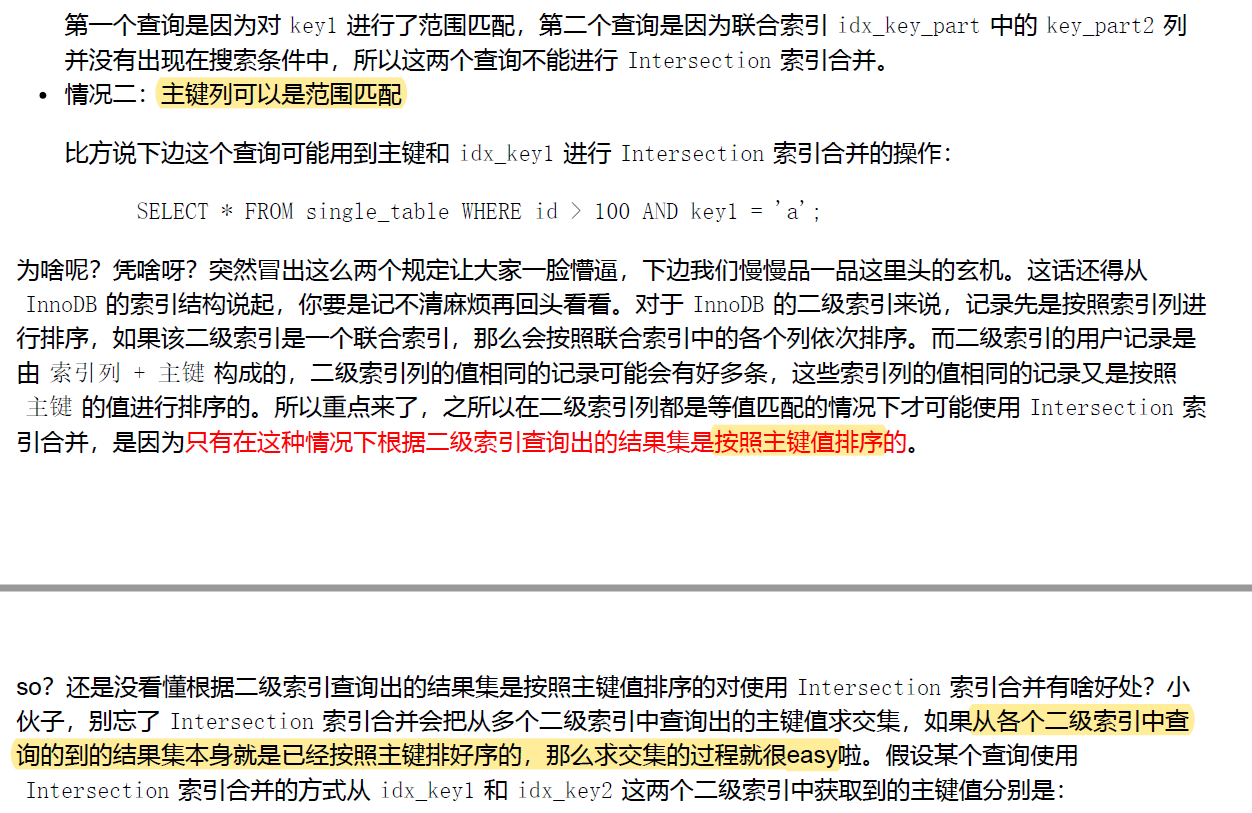 第一个查询是因为对 key1 进行了范围匹配，第二个查询是因为联合索引 idx_key_part 中的 key_part2 列
并没有出现在搜索条件中，所以这两个查询不能进行 Intersection 索引合并。
• 情况二：主键列可以是范围匹配
比方说下边这个查询可能用到主键和 idx_key1 进行 Intersection 索引合并的操作：
SELECT * FROM single_table WHERE id > 100 AND key1 = 'a';
为啥呢？凭啥呀？突然冒出这么两个规定让大家一脸懵逼，下边我们慢慢品一品这里头的玄机。这话还得从
InnoDB 的索引结构说起，你要是记不清麻烦再回头看看。对于 InnoDB 的二级索引来说，记录先是按照索引列进
行排序，如果该二级索引是一个联合索引，那么会按照联合索引中的各个列依次排序。而二级索引的用户记录是
由 索引列 + 主键 构成的，二级索引列的值相同的记录可能会有好多条，这些索引列的值相同的记录又是按照
主键 的值进行排序的。所以重点来了，之所以在二级索引列都是等值匹配的情况下才可能使用 Intersection 索
引合并，是因为只有在这种情况下根据二级索引查询出的结果集是按照主键值排序的。
so？还是没看懂根据二级索引查询出的结果集是按照主键值排序的对使用 Intersection 索引合并有啥好处？小
伙子，别忘了 Intersection 索引合并会把从多个二级索引中查询出的主键值求交集，如果从各个二级索引中查
询的到的结果集本身就是已经按照主键排好序的，那么求交集的过程就很easy啦。假设某个查询使用
Intersection 索引合并的方式从 idx_key1 和 idx_key2 这两个二级索引中获取到的主键值分别是：